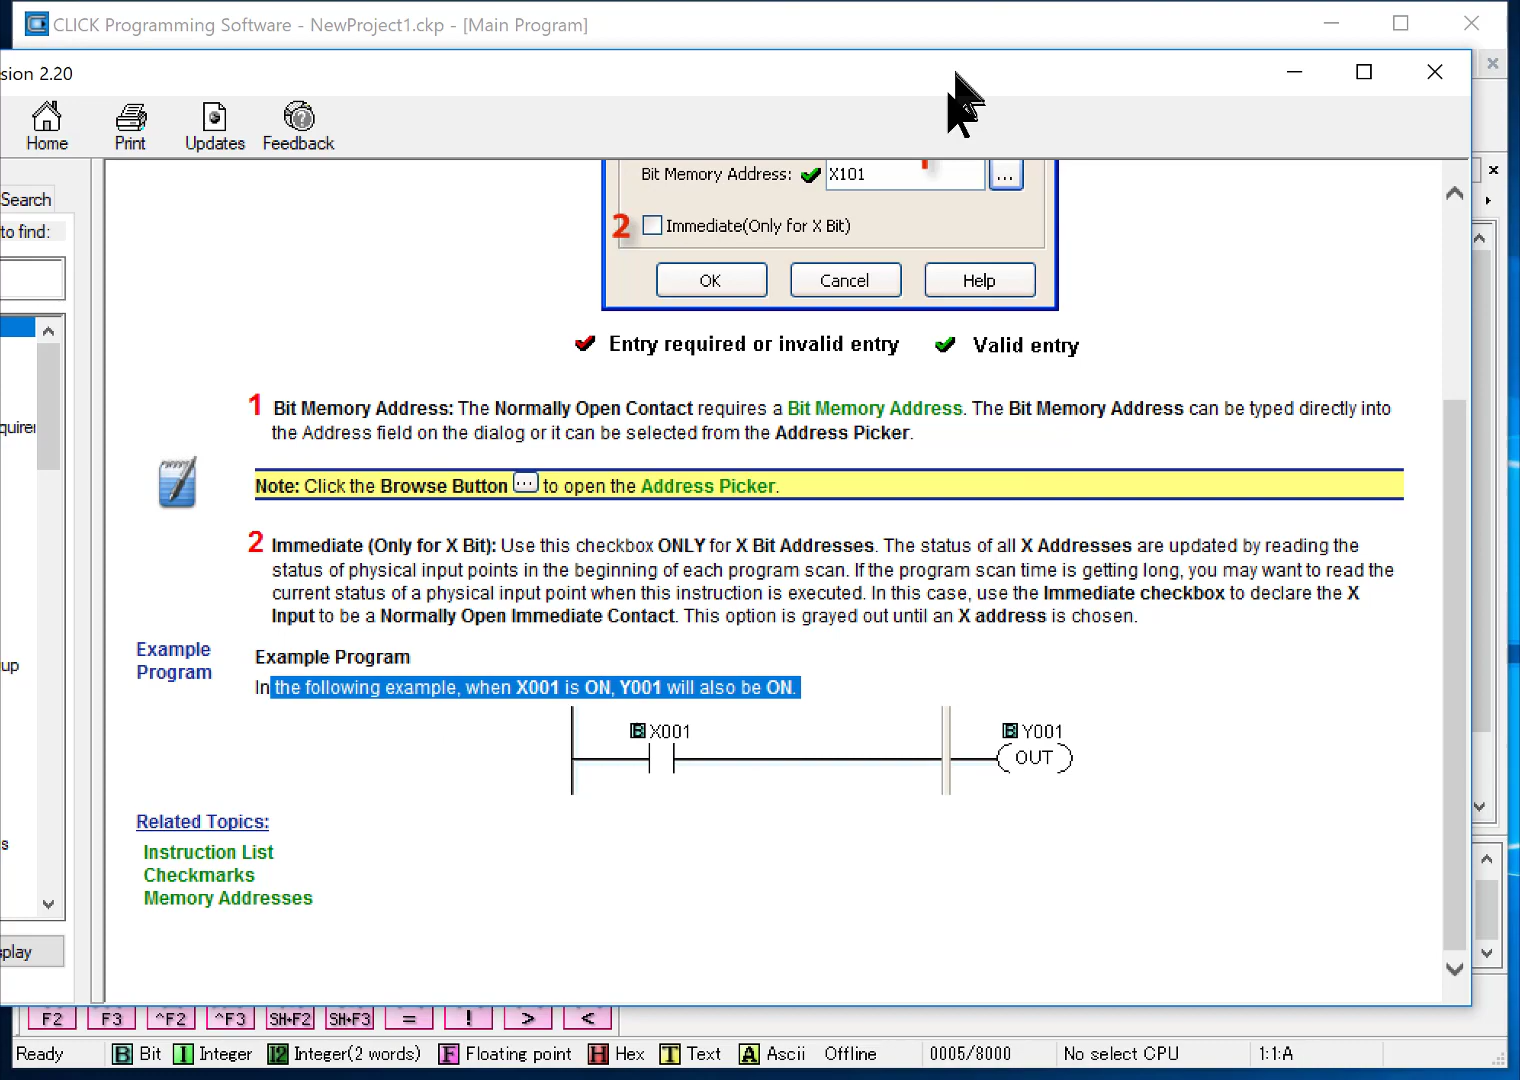 CLICK Programming Software - NewProject1.ckp - [Main Program]
sion 2.20
Home
Print
Updates
Feedback
Search
to find:
quirer
up
s
splay
Bit Memory Address:
X101
...
2
Immediate(Only for X Bit)
OK
Cancel
Help
Entry required or invalid entry
Valid entry
1 Bit Memory Address: The Normally Open Contact requires a Bit Memory Address. The Bit Memory Address can be typed directly into
the Address field on the dialog or it can be selected from the Address Picker.
Note: Click the Browse Button ... to open the Address Picker.
2 Immediate (Only for X Bit): Use this checkbox ONLY for X Bit Addresses. The status of all X Addresses are updated by reading the
status of physical input points in the beginning of each program scan. If the program scan time is getting long, you may want to read the
current status of a physical input point when this instruction is executed. In this case, use the Immediate checkbox to declare the X
Input to be a Normally Open Immediate Contact. This option is grayed out until an X address is chosen.
Example
Program
Example Program
In the following example, when X001 is ON, Y001 will also be ON.
B X001
B Y001
OUT
Related Topics:
Instruction List
Checkmarks
Memory Addresses
F2
F3
^F2
^F3
SH+F2
SH+F3
=
!
>
<
Ready
B Bit
I Integer
I2 Integer(2 words)
F Floating point
H Hex
T Text
A Ascii
Offline
0005/8000
No select CPU
1:1:A